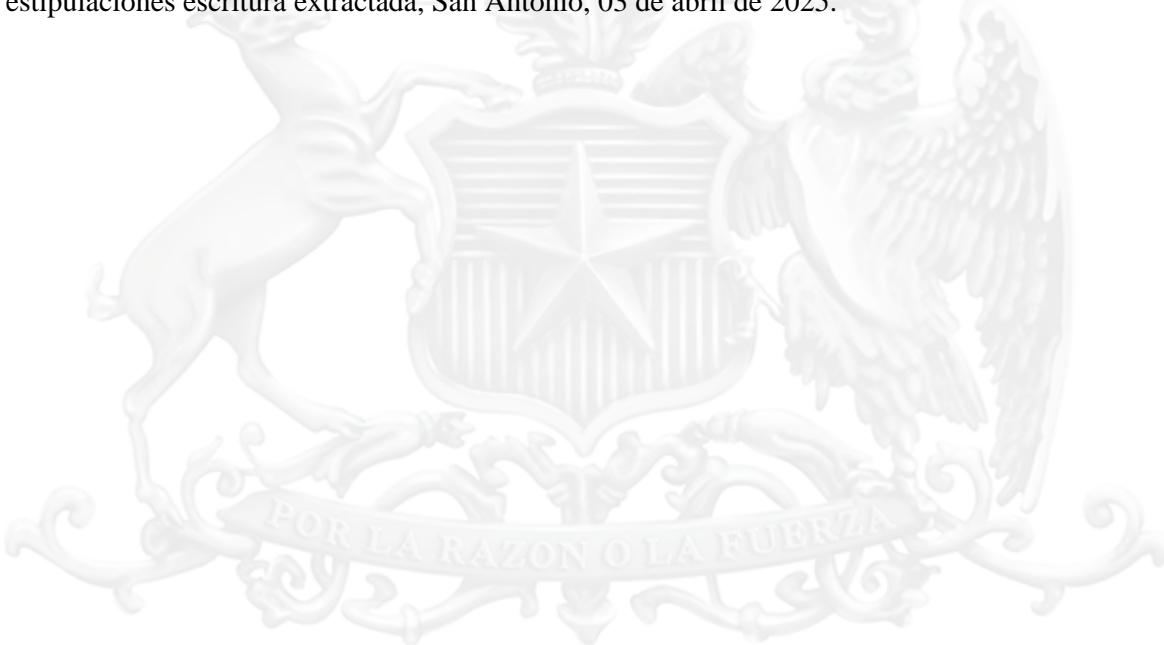 estipulaciones escritura extractada, San Antonio, 03 de abril de 2025.
POR LA RAZON O LA FUERZA